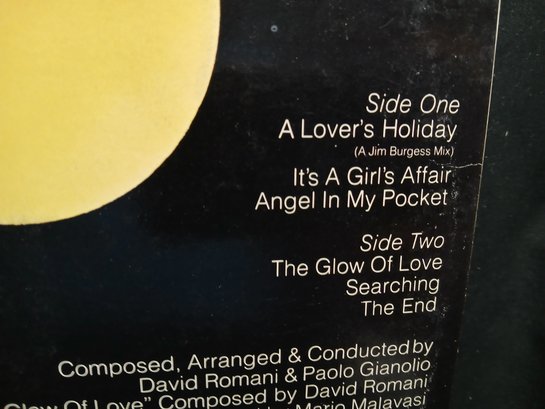 Side One
A Lover's Holiday
(A Jim Burgess Mix)
It's A Girl's Affair
Angel In My Pocket
Side Two
The Glow Of Love
Searching
The End
Composed, Arranged & Conducted by
David Romani & Paolo Gianolio
Glow Of Love" Composed by David Romani
Mario Malavasi